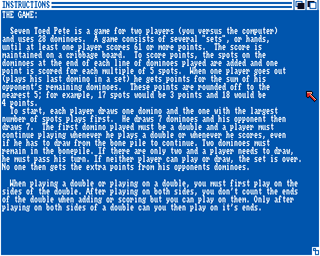 INSTRUCTIONS
THE GAME:
Seven Toed Pete is a game for two players (you versus the computer)
and uses 28 dominoes. A game consists of several "sets", or hands,
until at least one player scores 61 or more points. The score is
maintained on a cribbage board. To score points, the spots on the
dominoes at the end of each line of dominoes played are added and one
point is scored for each multiple of 5 spots. When one player goes out
(plays his last domino in a set) he gets points for the sum of his
opponent's remaining dominoes. These points are rounded off to the
nearest 5; for example, 17 spots would be 3 points and 18 would be
4 points.
To start, each player draws one domino and the one with the largest
number of spots plays first. He draws 7 dominoes and his opponent then
draws 7. The first domino played must be a double and a player must
continue playing whenever he plays a double or whenever he scores, even
if he has to draw from the bone pile to continue. Two dominoes must
remain in the bonepile. If there are only two and a player needs to draw,
he must pass his turn. If neither player can play or draw, the set is over.
No one then gets the extra points from his opponents dominoes.
When playing a double or playing on a double, you must first play on the
sides of the double. After playing on both sides, you don't count the ends
of the double when adding or scoring but you can play on them. Only after
playing on both sides of a double can you then play on it's ends.